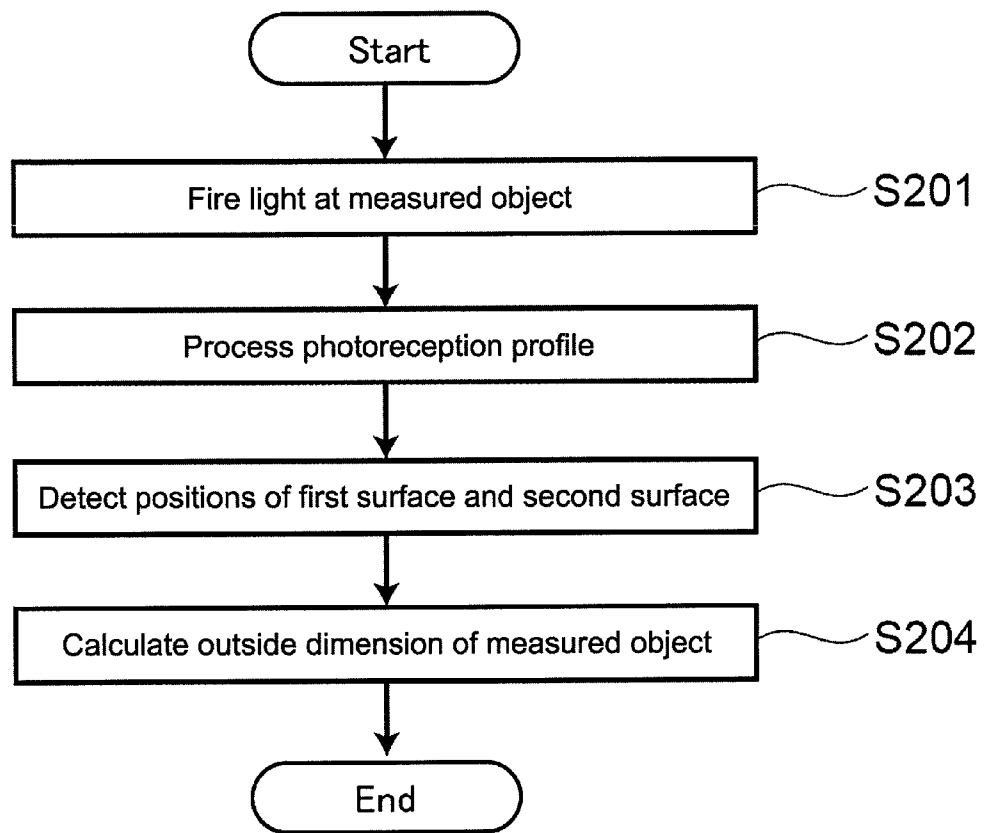 Start
Fire light at measured object
S201
Process photoreception profile
S202
Detect positions of first surface and second surface
S203
Calculate outside dimension of measured object
S204
End